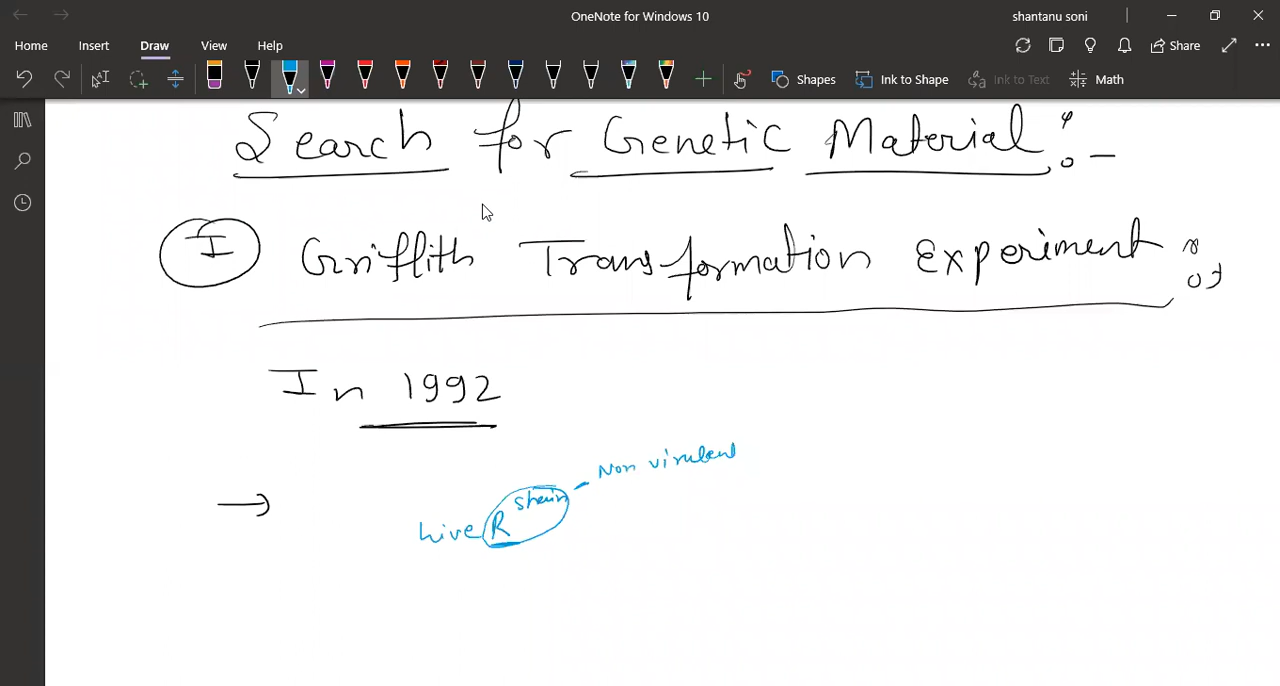 OneNote for Windows 10
shantanu soni
Home Insert Draw View Help
Share
Shapes Ink to Shape Ink to Text Math
Search for Genetic Material :-
I Griffith Transformation Experiment :
In 1992
Non virulent
→ Live R strain